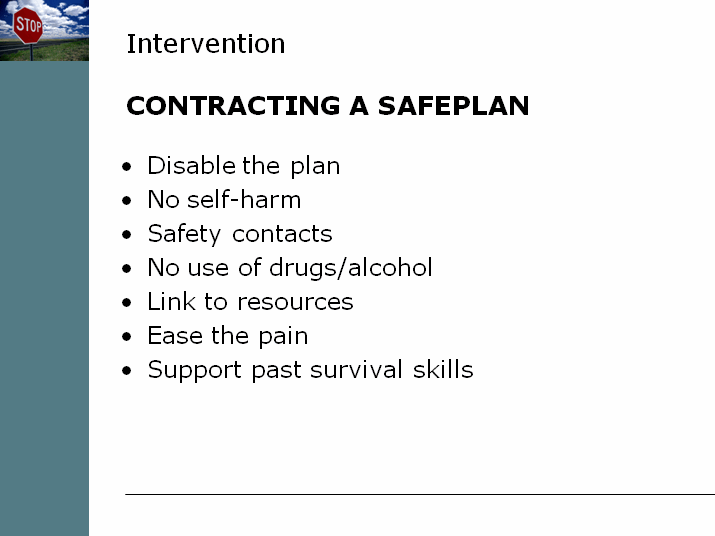 STOP
Intervention
CONTRACTING A SAFEPLAN
• Disable the plan
• No self-harm
• Safety contacts
• No use of drugs/alcohol
• Link to resources
• Ease the pain
• Support past survival skills